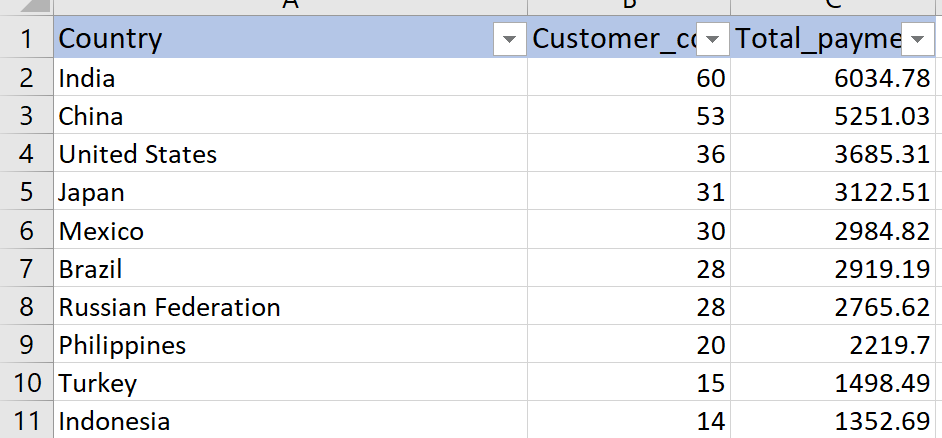 A B C
1 Country Customer_cc Total_payme
2 India 60 6034.78
3 China 53 5251.03
4 United States 36 3685.31
5 Japan 31 3122.51
6 Mexico 30 2984.82
7 Brazil 28 2919.19
8 Russian Federation 28 2765.62
9 Philippines 20 2219.7
10 Turkey 15 1498.49
11 Indonesia 14 1352.69